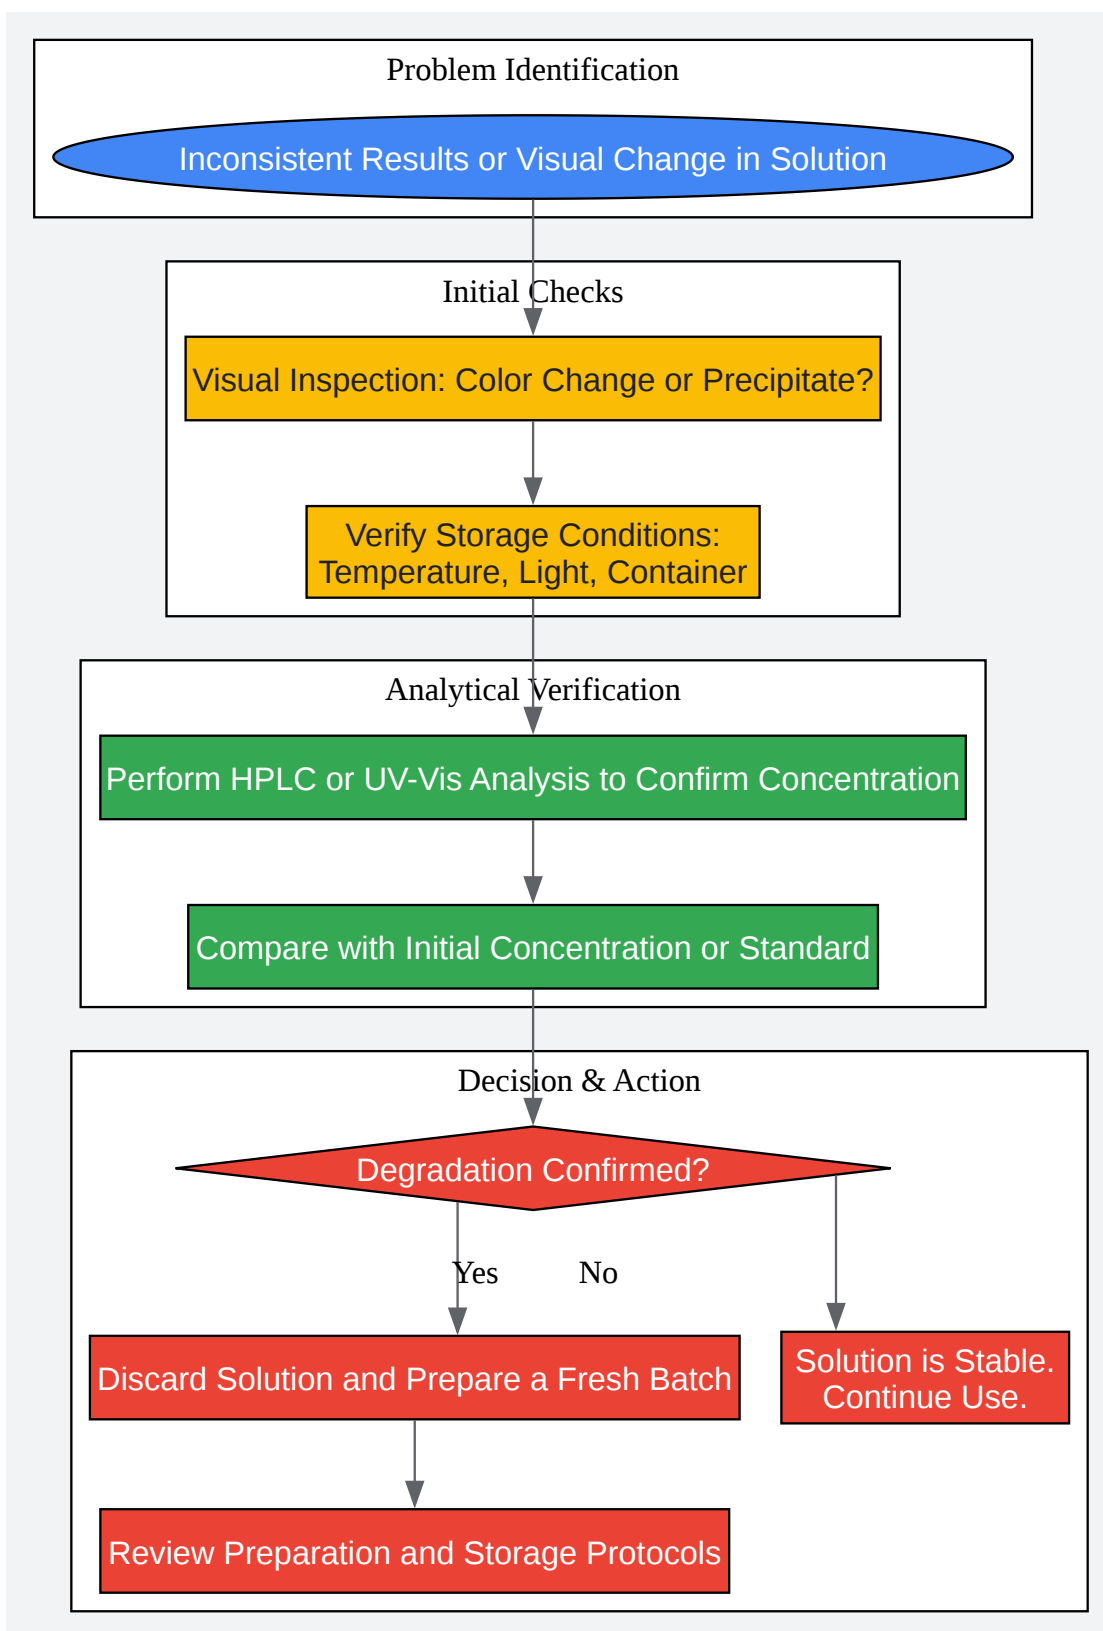 Problem Identification
Inconsistent Results or Visual Change in Solution
Initial Checks
Visual Inspection: Color Change or Precipitate?
Verify Storage Conditions:
Temperature, Light, Container
Analytical Verification
Perform HPLC or UV-Vis Analysis to Confirm Concentration
Compare with Initial Concentration or Standard
Decision & Action
Degradation Confirmed?
Yes
No
Discard Solution and Prepare a Fresh Batch
Solution is Stable.
Continue Use.
Review Preparation and Storage Protocols